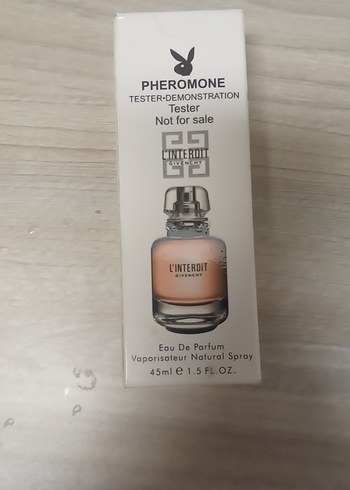 PHEROMONE
TESTER•DEMONSTRATION
Tester
Not for sale
L'INTERDIT
GIVENCHY
L'INTERDIT
GIVENCHY
Eau De Parfum
Vaporisateur Natural Spray
45ml e 1.5 FL.OZ.